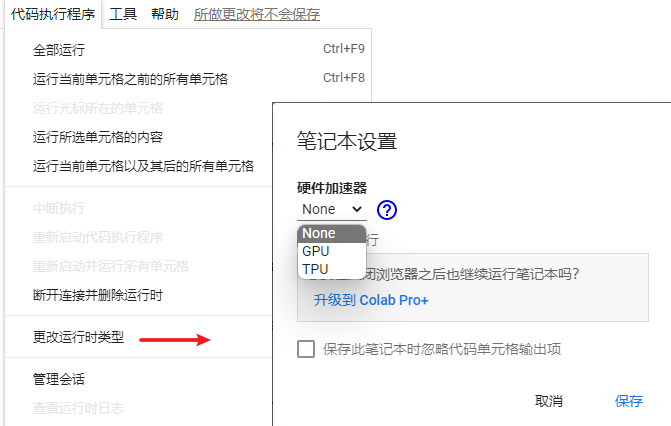 代码执行程序 工具 帮助 所做更改将不会保存
全部运行 Ctrl+F9
运行当前单元格之前的所有单元格 Ctrl+F8
运行光标所在的单元格
运行所选单元格的内容
运行当前单元格以及其后的所有单元格
中断执行
重新启动代码执行程序
重新启动并运行所有单元格
断开连接并删除运行时
更改运行时类型
管理会话
查看运行时日志
笔记本设置
硬件加速器
None
None
GPU
TPU
行
闭浏览器之后也继续运行笔记本吗?
升级到 Colab Pro+
保存此笔记本时忽略代码单元格输出项
取消 保存